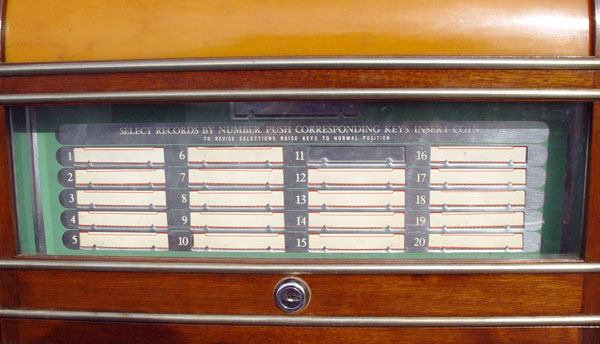 SELECT RECORDS BY NUMBER, PUSH CORRESPONDING KEYS, INSERT COIN
TO REVISE SELECTIONS RAISE KEYS TO NORMAL POSITION
1 6 11 16
2 7 12 17
3 8 13 18
4 9 14 19
5 10 15 20